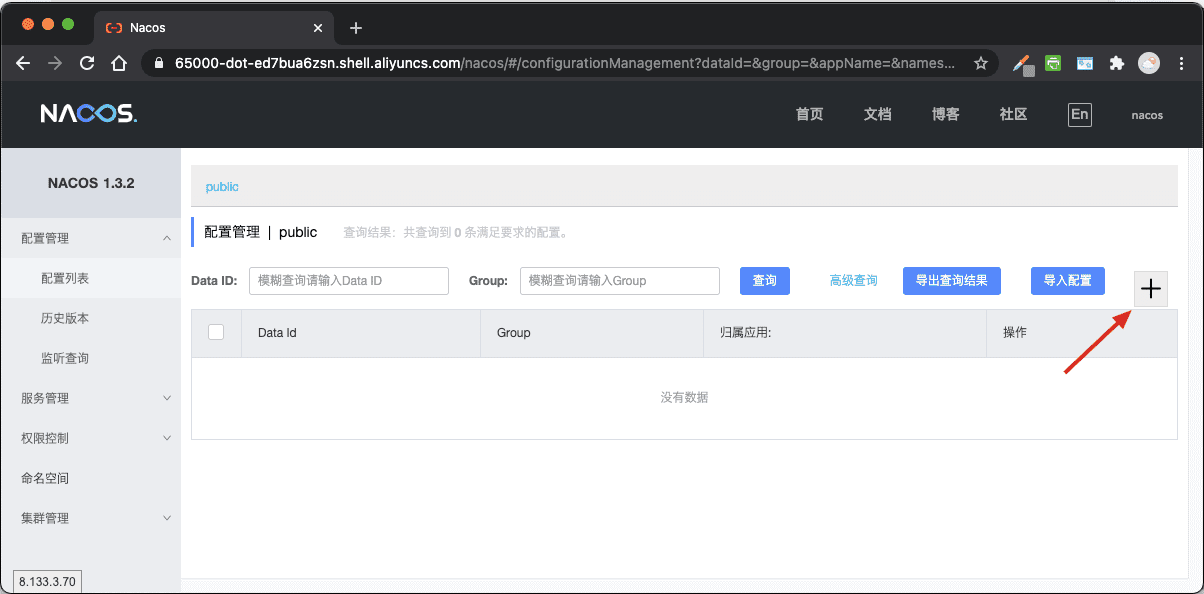 Nacos
65000-dot-ed7bua6zsn.shell.aliyuncs.com/nacos/#/configurationManagement?dataId=&group=&appName=&names...
NACOS.
首页 文档 博客 社区 En nacos
NACOS 1.3.2
public
配置管理
配置管理 | public 查询结果：共查询到 0 条满足要求的配置。
配置列表
Data ID: 模糊查询请输入Data ID Group: 模糊查询请输入Group 查询 高级查询 导出查询结果 导入配置
历史版本
Data Id Group 归属应用: 操作
监听查询
服务管理
没有数据
权限控制
命名空间
集群管理
8.133.3.70